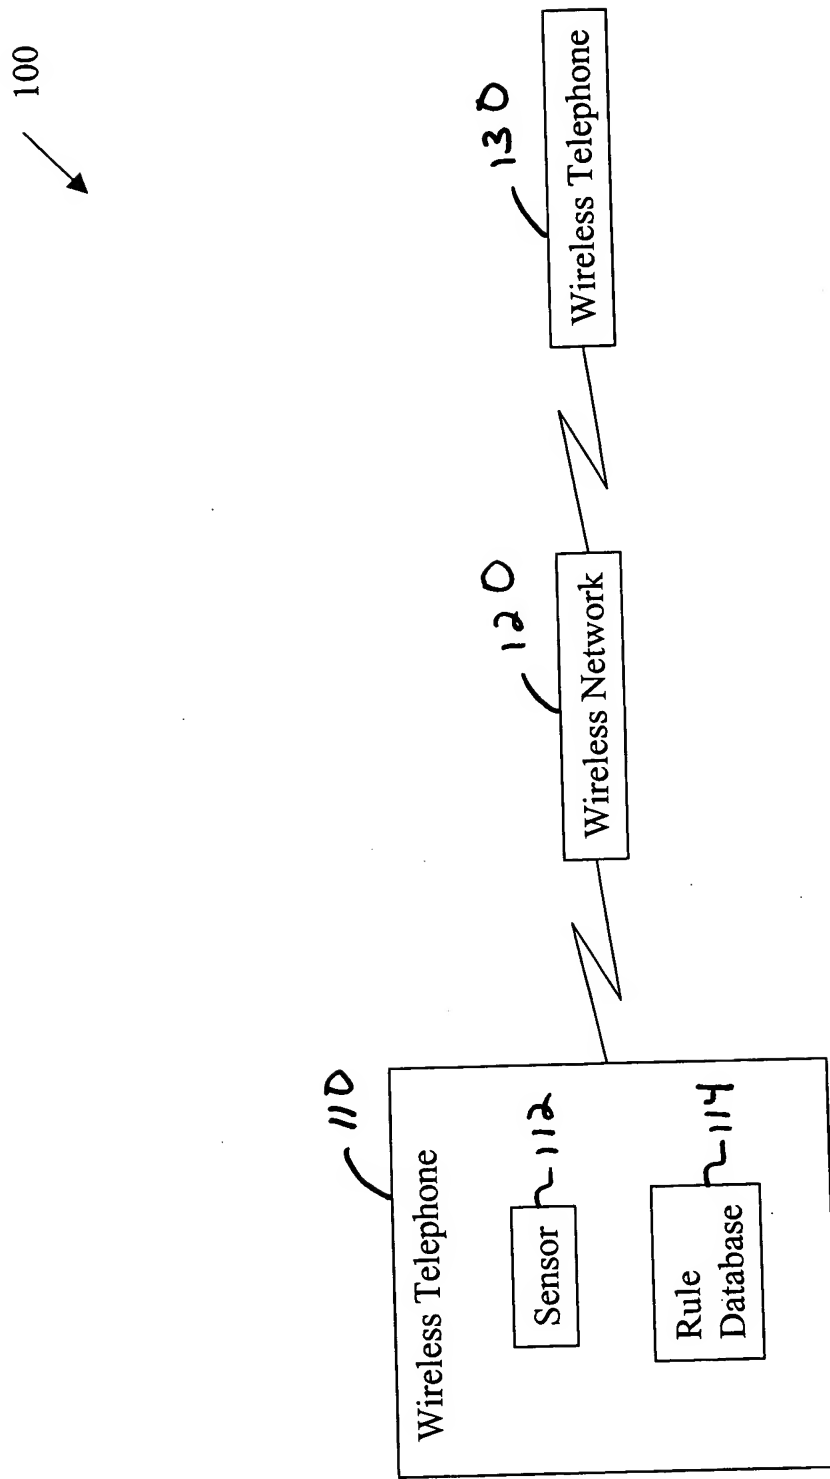 100
110
Wireless Telephone
Sensor
112
Rule
Database
114
120
Wireless Network
130
Wireless Telephone